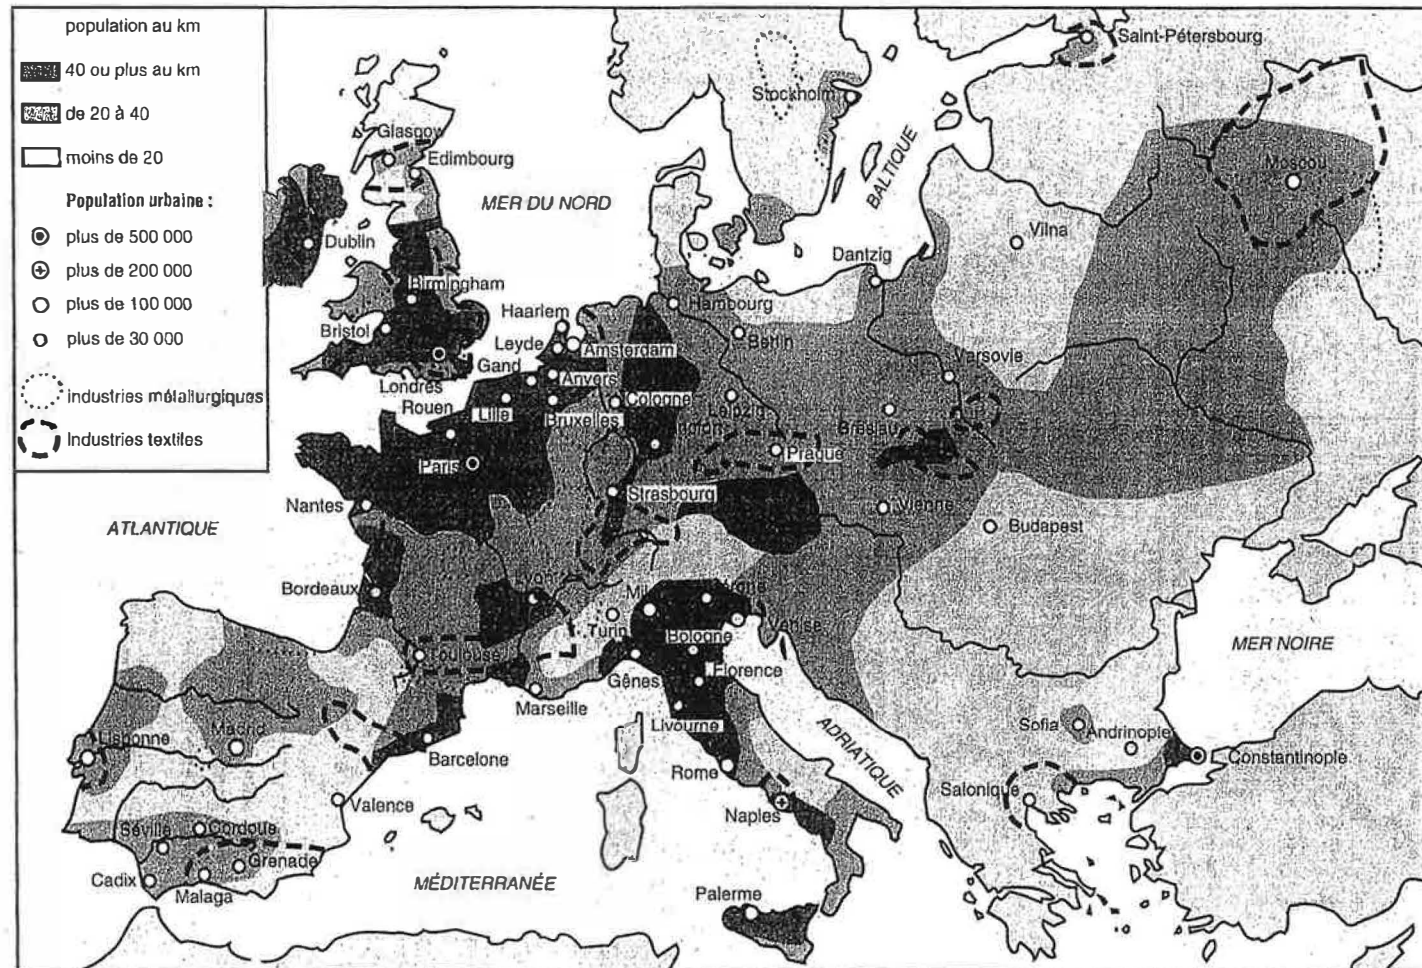 population au km
40 ou plus au km
de 20 à 40
moins de 20
Population urbaine :
plus de 500 000
plus de 200 000
plus de 100 000
plus de 30 000
industries métallurgiques
Industries textiles
Saint-Pétersbourg
Stockholm
Glasgow
Edimbourg
MER DU NORD
BALTIQUE
Moscou
Dublin
Vilna
Dantzig
Birmingham
Hambourg
Haarlem
Bristol
Berlin
Leyde
Amsterdam
Varsovie
Gand
Londres
Anvers
Rouen
Cologne
Leipzig
Lille
Bruxelles
Breslau
Paris
Prague
Strasbourg
Nantes
Vienne
Budapest
ATLANTIQUE
Lyon
Bordeaux
Turin
Venise
Bologne
MER NOIRE
Toulouse
Florence
Gênes
Marseille
Livourne
Sofia
Andrinople
Madrid
Lisbonne
ADRIATIQUE
Barcelone
Constantinople
Rome
Salonique
Valence
Naples
Séville
Cordoue
Grenade
Cadix
Malaga
MÉDITERRANÉE
Palerme